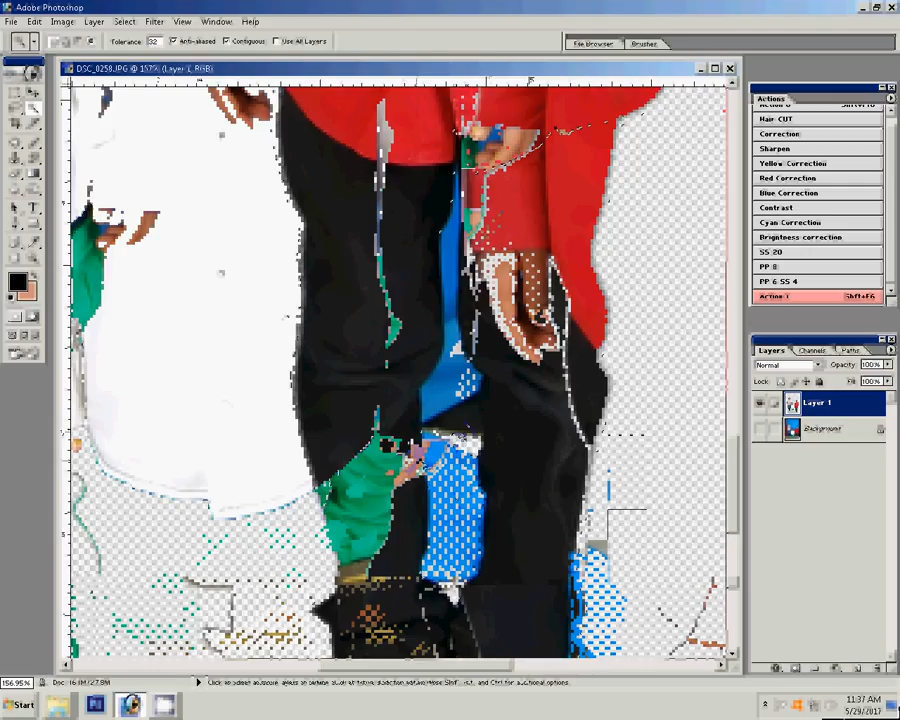 Adobe Photoshop
File Edit Image Layer Select Filter View Window Help
Tolerance: 32 Anti-aliased Contiguous Use All Layers
File Browser Brushes
DSC_0258.JPG @ 157% (Layer 1, RGB)
Actions
Hair CUT
Correction
Sharpen
Yellow Correction
Red Correction
Blue Correction
Contrast
Cyan Correction
Brightness correction
SS 20
PP 8
PP 6 SS 4
Action 1 Shft+F6
Layers Channels Paths
Normal Opacity: 100%
Lock: Fill: 100%
Layer 1
Background
156.95% Doc: 16.1M/27.8M
Start
11:37 AM
5/29/2017